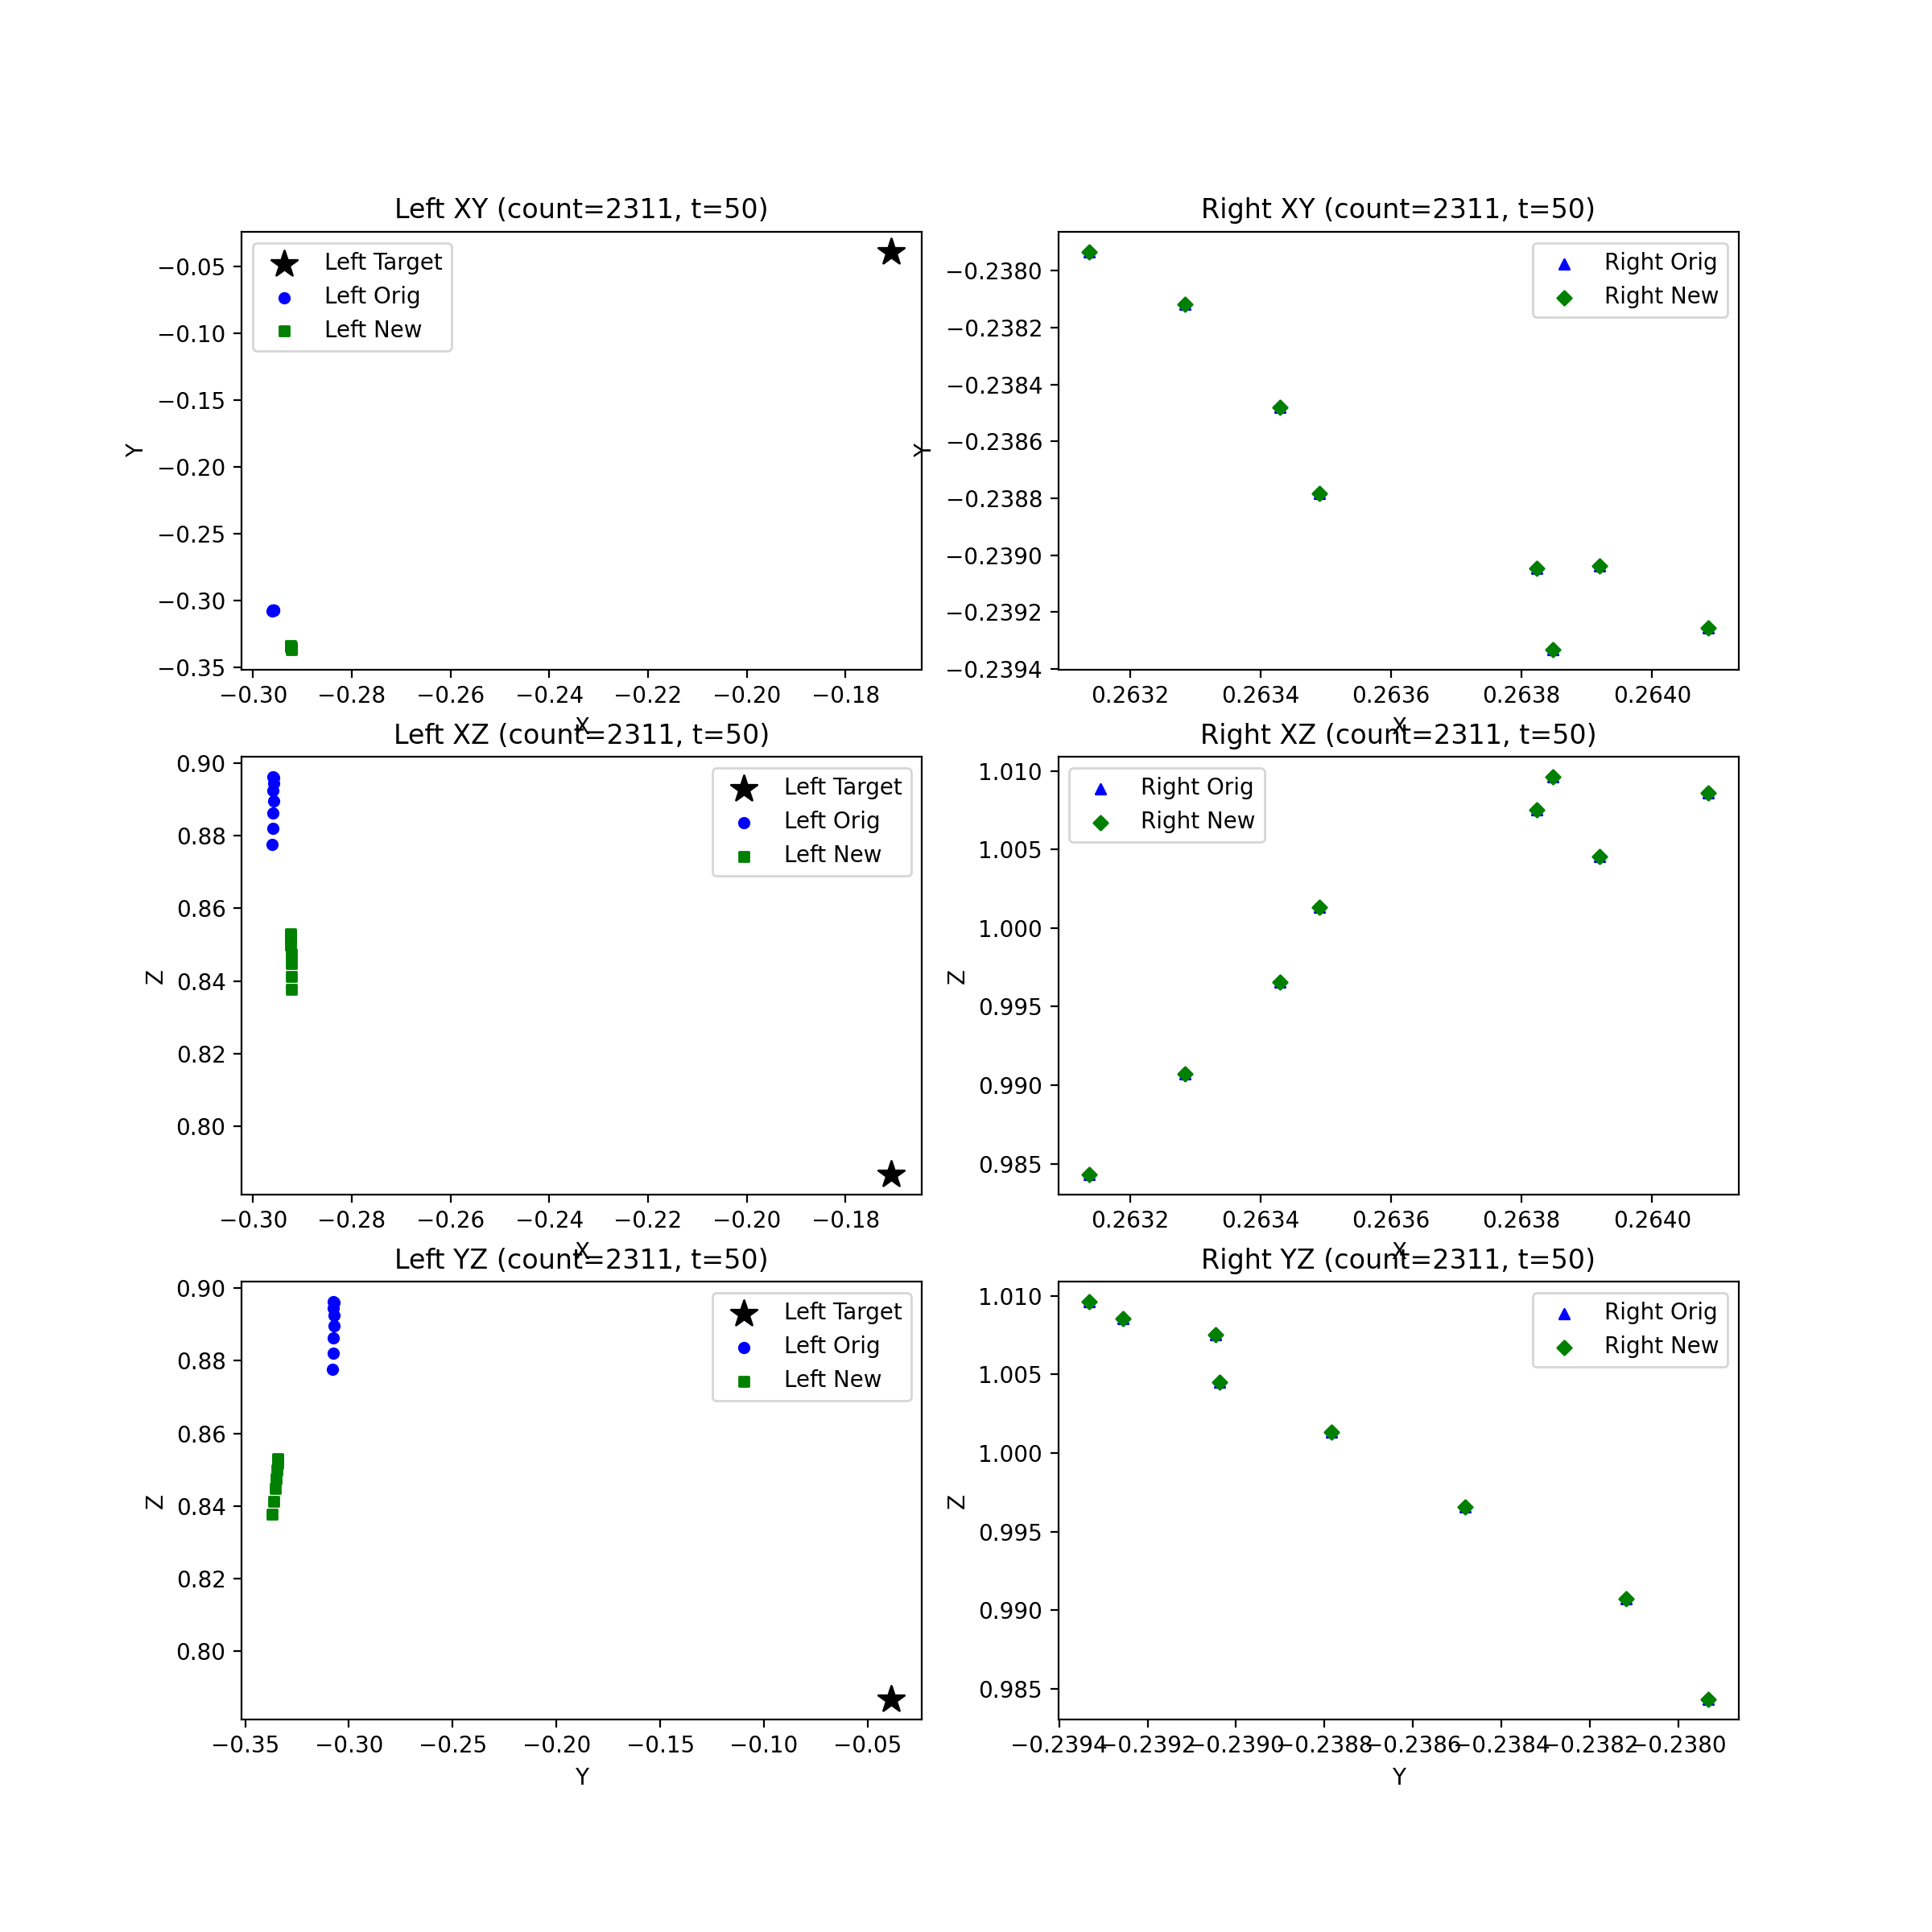 Left XY (count=2311, t=50)
Left Target
Left Orig
Left New
−0.05
−0.10
−0.15
−0.20
−0.25
−0.30
−0.35
Y
−0.30 −0.28 −0.26 −0.24 −0.22 −0.20 −0.18
X
Right XY (count=2311, t=50)
Right Orig
Right New
−0.2380
−0.2382
−0.2384
−0.2386
−0.2388
−0.2390
−0.2392
−0.2394
Y
0.2632 0.2634 0.2636 0.2638 0.2640
X
Left XZ (count=2311, t=50)
Left Target
Left Orig
Left New
0.90
0.88
0.86
0.84
0.82
0.80
Z
−0.30 −0.28 −0.26 −0.24 −0.22 −0.20 −0.18
X
Right XZ (count=2311, t=50)
Right Orig
Right New
1.010
1.005
1.000
0.995
0.990
0.985
Z
0.2632 0.2634 0.2636 0.2638 0.2640
X
Left YZ (count=2311, t=50)
Left Target
Left Orig
Left New
0.90
0.88
0.86
0.84
0.82
0.80
Z
−0.35 −0.30 −0.25 −0.20 −0.15 −0.10 −0.05
Y
Right YZ (count=2311, t=50)
Right Orig
Right New
1.010
1.005
1.000
0.995
0.990
0.985
Z
−0.2394 −0.2392 −0.2390 −0.2388 −0.2386 −0.2384 −0.2382 −0.2380
Y